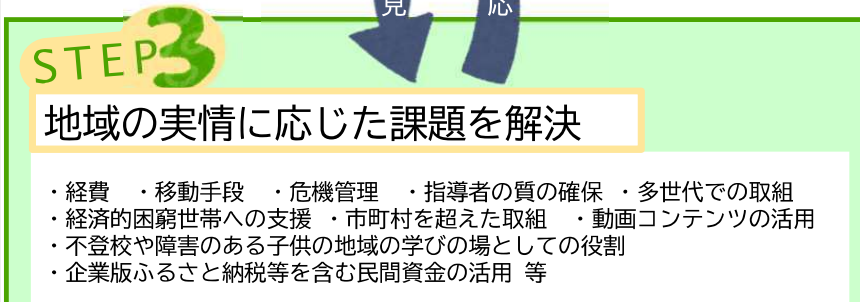 見 応
STEP3
地域の実情に応じた課題を解決
・経費　・移動手段　・危機管理　・指導者の質の確保　・多世代での取組
・経済的困窮世帯への支援　・市町村を超えた取組　・動画コンテンツの活用
・不登校や障害のある子供の地域の学びの場としての役割
・企業版ふるさと納税等を含む民間資金の活用　等